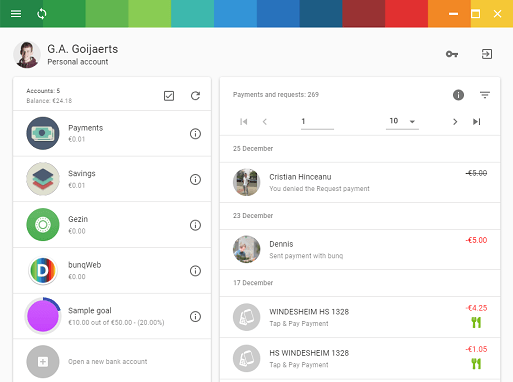 G.A. Goijaerts
Personal account
Accounts: 5
Balance: €24.18
Payments
€0.01
Savings
€0.01
Gezin
€0.00
bunqWeb
€0.00
Sample goal
€10.00 out of €50.00 - (20.00%)
Open a new bank account
Payments and requests: 269
1
10
25 December
Cristian Hinceanu
-€5.00
You denied the Request payment
23 December
Dennis
-€5.00
Sent payment with bunq
17 December
WINDESHEIM HS 1328
-€4.25
Tap & Pay Payment
HS WINDESHEIM 1328
-€1.05
Tap & Pay Payment